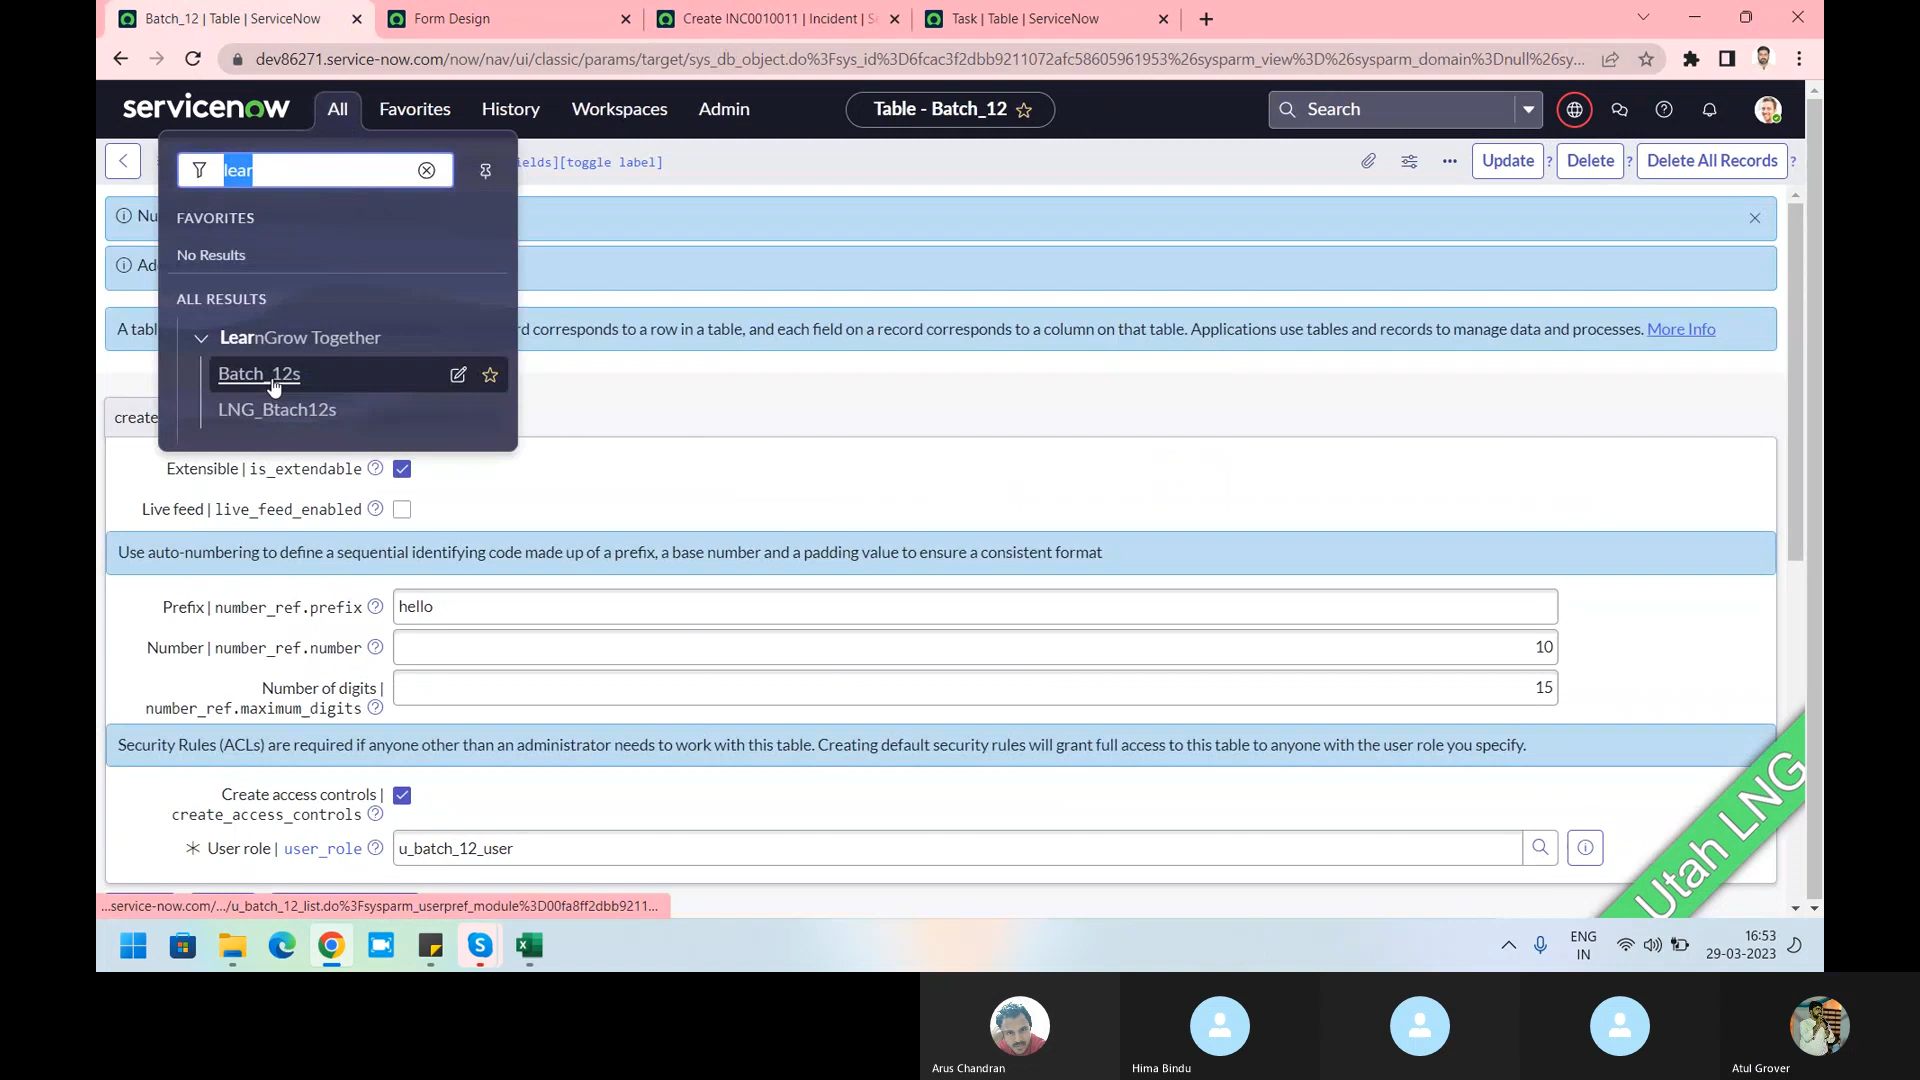 Batch_12 | Table | ServiceNow
Form Design
Create INC0010011 | Incident | S
Task | Table | ServiceNow
dev86271.service-now.com/now/nav/ui/classic/params/target/sys_db_object.do%3Fsys_id%3D6fcac3f2dbb9211072afc58605961953%26sysparm_view%3D%26sysparm_domain%3Dnull%26sy...
servicenow
All
Favorites
History
Workspaces
Admin
Table - Batch_12
Search
lear
ields][toggle label]
Update
?
Delete
?
Delete All Records
?
FAVORITES
Nu
No Results
Ad
ALL RESULTS
A tabl
d corresponds to a row in a table, and each field on a record corresponds to a column on that table. Applications use tables and records to manage data and processes. More Info
LearnGrow Together
Batch_12s
LNG_Btach12s
create
Extensible | is_extendable
Live feed | live_feed_enabled
Use auto-numbering to define a sequential identifying code made up of a prefix, a base number and a padding value to ensure a consistent format
Prefix | number_ref.prefix
hello
Number | number_ref.number
10
Number of digits |
number_ref.maximum_digits
15
Security Rules (ACLs) are required if anyone other than an administrator needs to work with this table. Creating default security rules will grant full access to this table to anyone with the user role you specify.
Create access controls |
create_access_controls
User role | user_role
u_batch_12_user
Utah LNG
...service-now.com/.../u_batch_12_list.do%3Fsysparm_userpref_module%3D00fa8ff2dbb9211...
ENG
IN
16:53
29-03-2023
Arus Chandran
Hima Bindu
Atul Grover